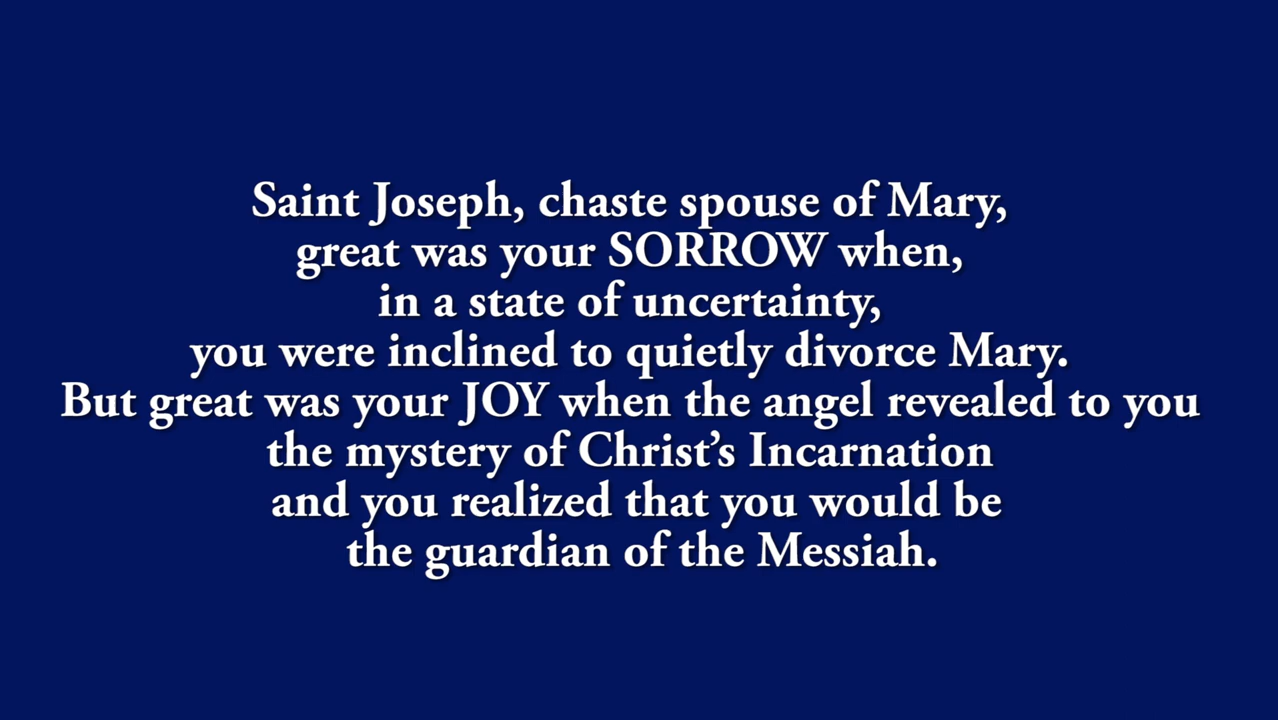 Saint Joseph, chaste spouse of Mary,
great was your SORROW when,
in a state of uncertainty,
you were inclined to quietly divorce Mary.
But great was your JOY when the angel revealed to you
the mystery of Christ’s Incarnation
and you realized that you would be
the guardian of the Messiah.